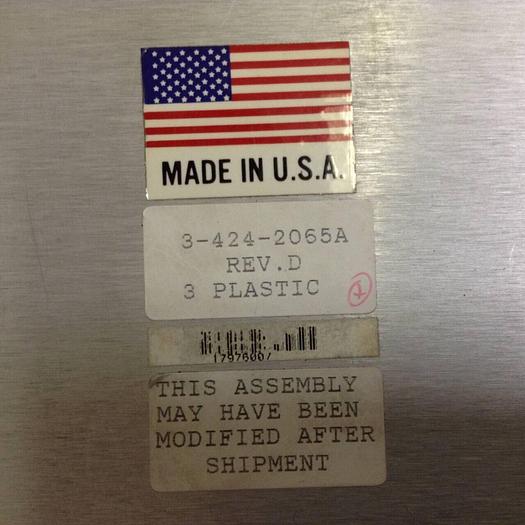 MADE IN U.S.A.
3-424-2065A
REV.D
3 PLASTIC
THIS ASSEMBLY
MAY HAVE BEEN
MODIFIED AFTER
SHIPMENT